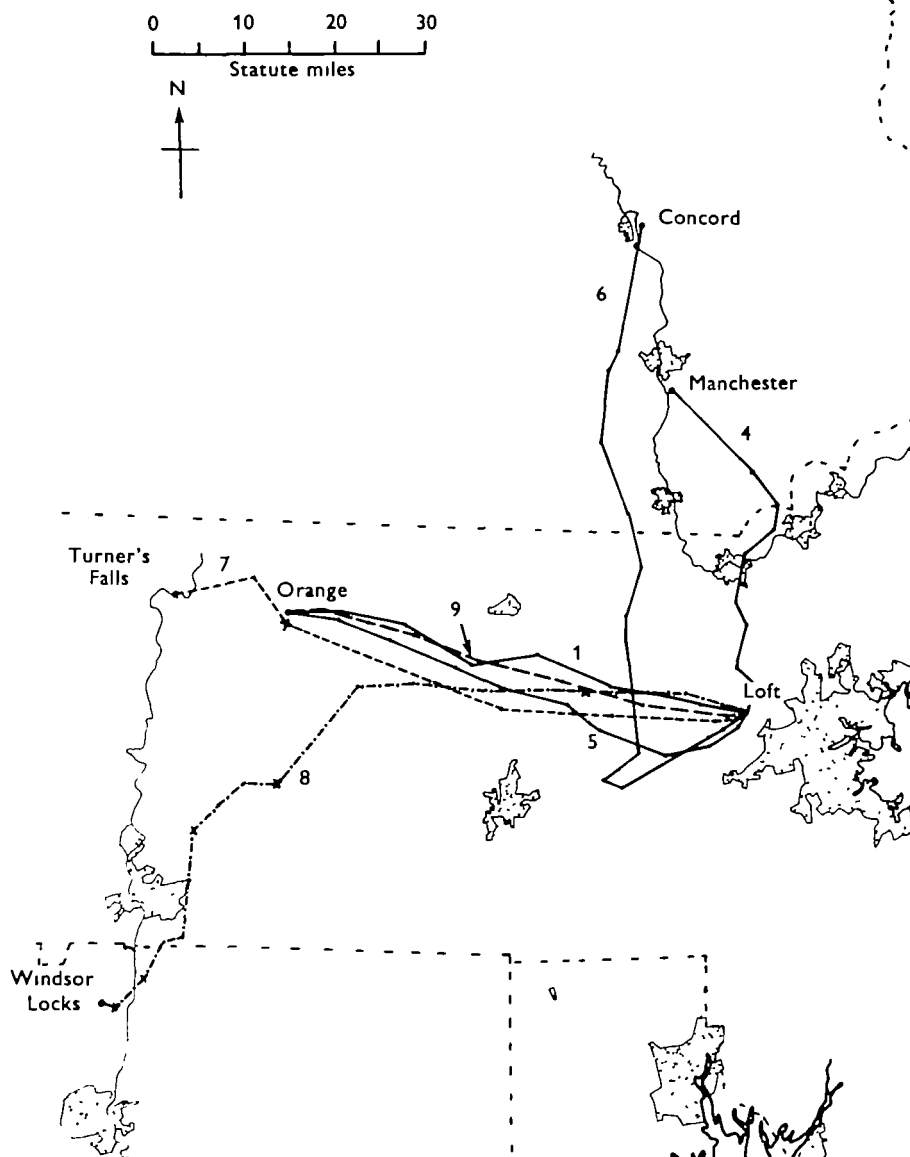 0 10 20 30
Statute miles
N
Concord
6
Manchester
4
Turner's
Falls
7
Orange
9
1
Loft
5
8
Windsor
Locks